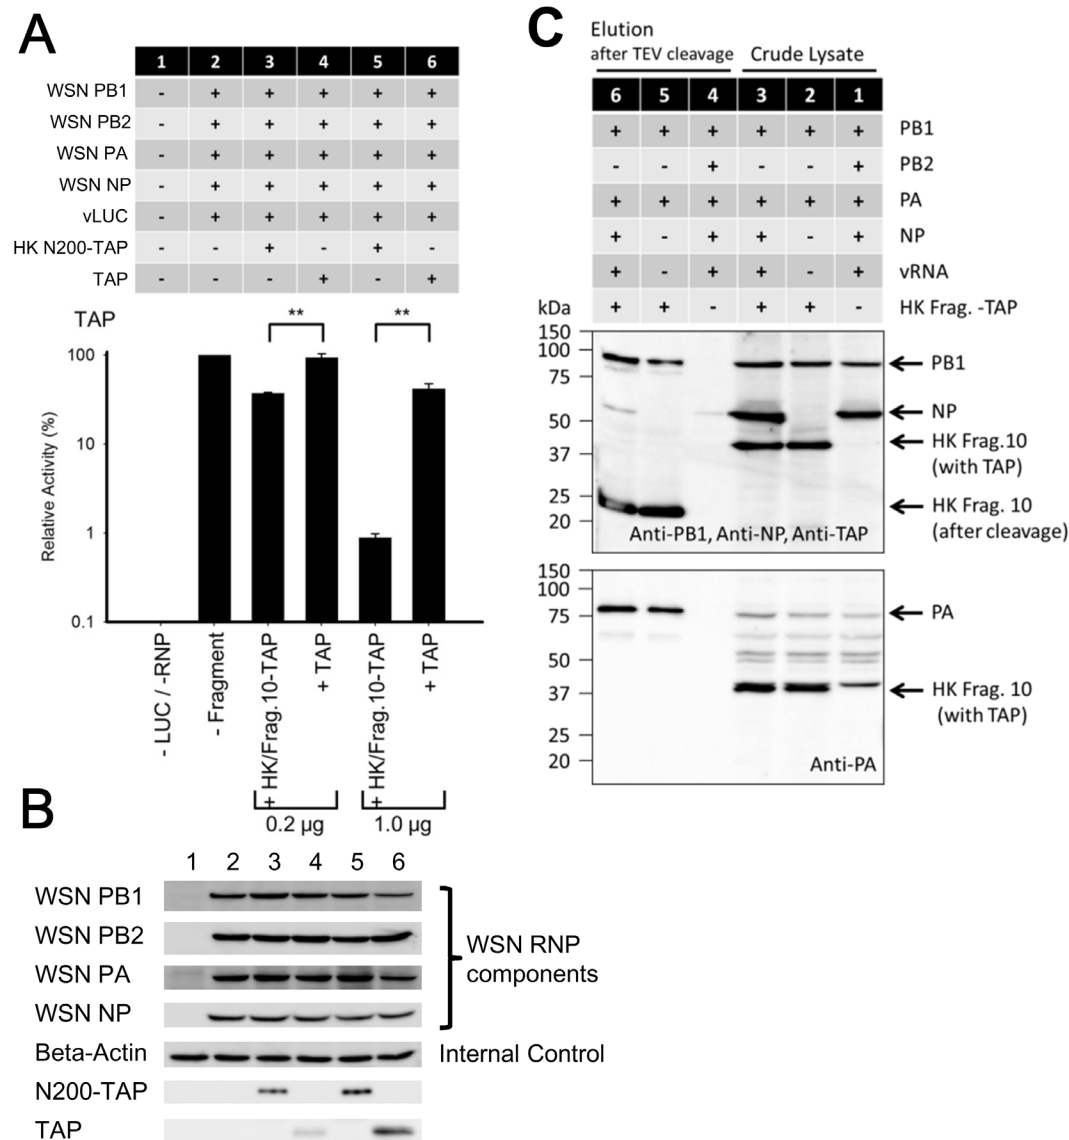 A
1 2 3 4 5 6
WSN PB1 - + + + + +
WSN PB2 - + + + + +
WSN PA - + + + + +
WSN NP - + + + + +
vLUC - + + + + +
HK N200-TAP - - + - + -
TAP - - - + - +
TAP
** **
Relative Activity (%)
100
10
1
0.1
- LUC / -RNP
- Fragment
+ HK/Frag.10-TAP
+ TAP
+ HK/Frag.10-TAP
+ TAP
0.2 µg
1.0 µg
B
1 2 3 4 5 6
WSN PB1
WSN PB2
WSN PA
WSN NP
Beta-Actin
N200-TAP
TAP
WSN RNP
components
Internal Control
C
Elution
after TEV cleavage
Crude Lysate
6 5 4 3 2 1
+ + + + + + PB1
- - + - - + PB2
+ + + + + + PA
+ - + + - + NP
+ - + + - + vRNA
+ + - + + - HK Frag. -TAP
kDa
150
100
75
50
37
25
20
PB1
NP
HK Frag.10
(with TAP)
HK Frag. 10
(after cleavage)
Anti-PB1, Anti-NP, Anti-TAP
150
100
75
50
37
25
20
PA
HK Frag. 10
(with TAP)
Anti-PA